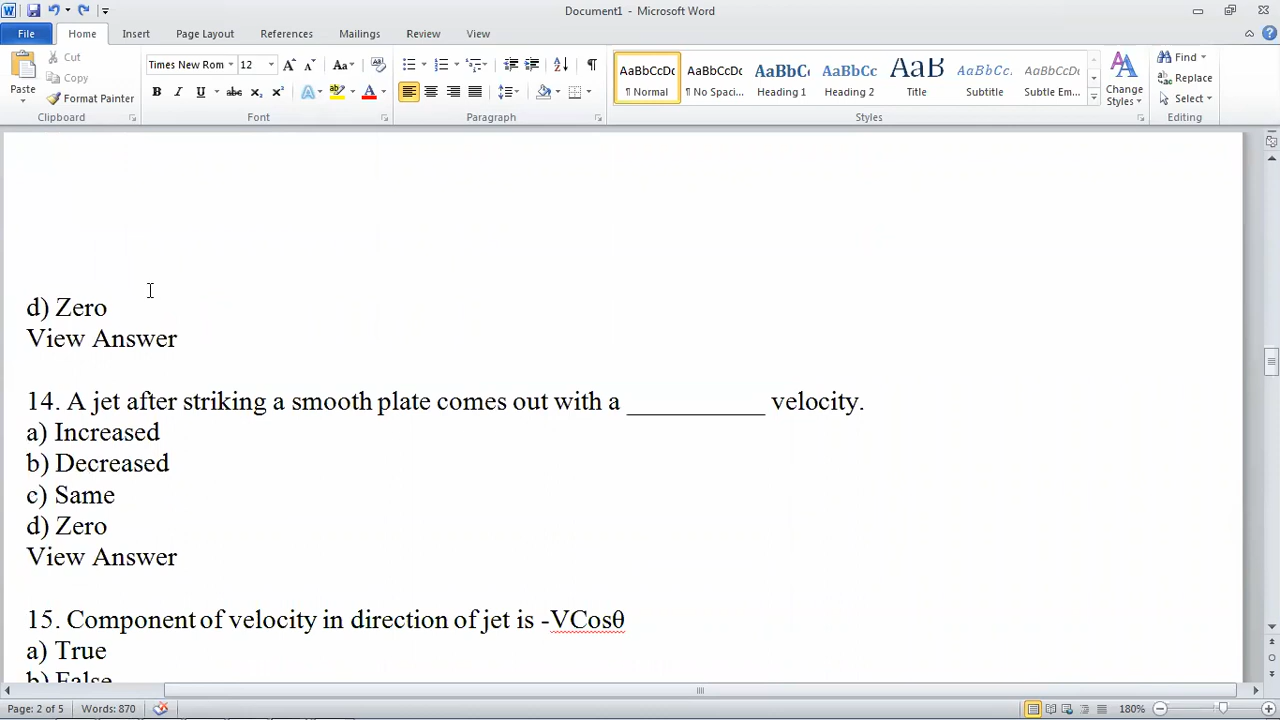 Document1 - Microsoft Word
File Home Insert Page Layout References Mailings Review View
Paste
Cut
Copy
Format Painter
Clipboard
Times New Rom 12
Font
Paragraph
AaBbCcDc AaBbCcDc AaBbCc AaBbCc AaB AaBbCc. AaBbCcDc
¶ Normal ¶ No Spaci... Heading 1 Heading 2 Title Subtitle Subtle Em...
Change Styles
Styles
Find
Replace
Select
Editing
d) Zero
View Answer
14. A jet after striking a smooth plate comes out with a ___________ velocity.
a) Increased
b) Decreased
c) Same
d) Zero
View Answer
15. Component of velocity in direction of jet is -VCosθ
a) True
b) False
Page: 2 of 5 Words: 870 180%